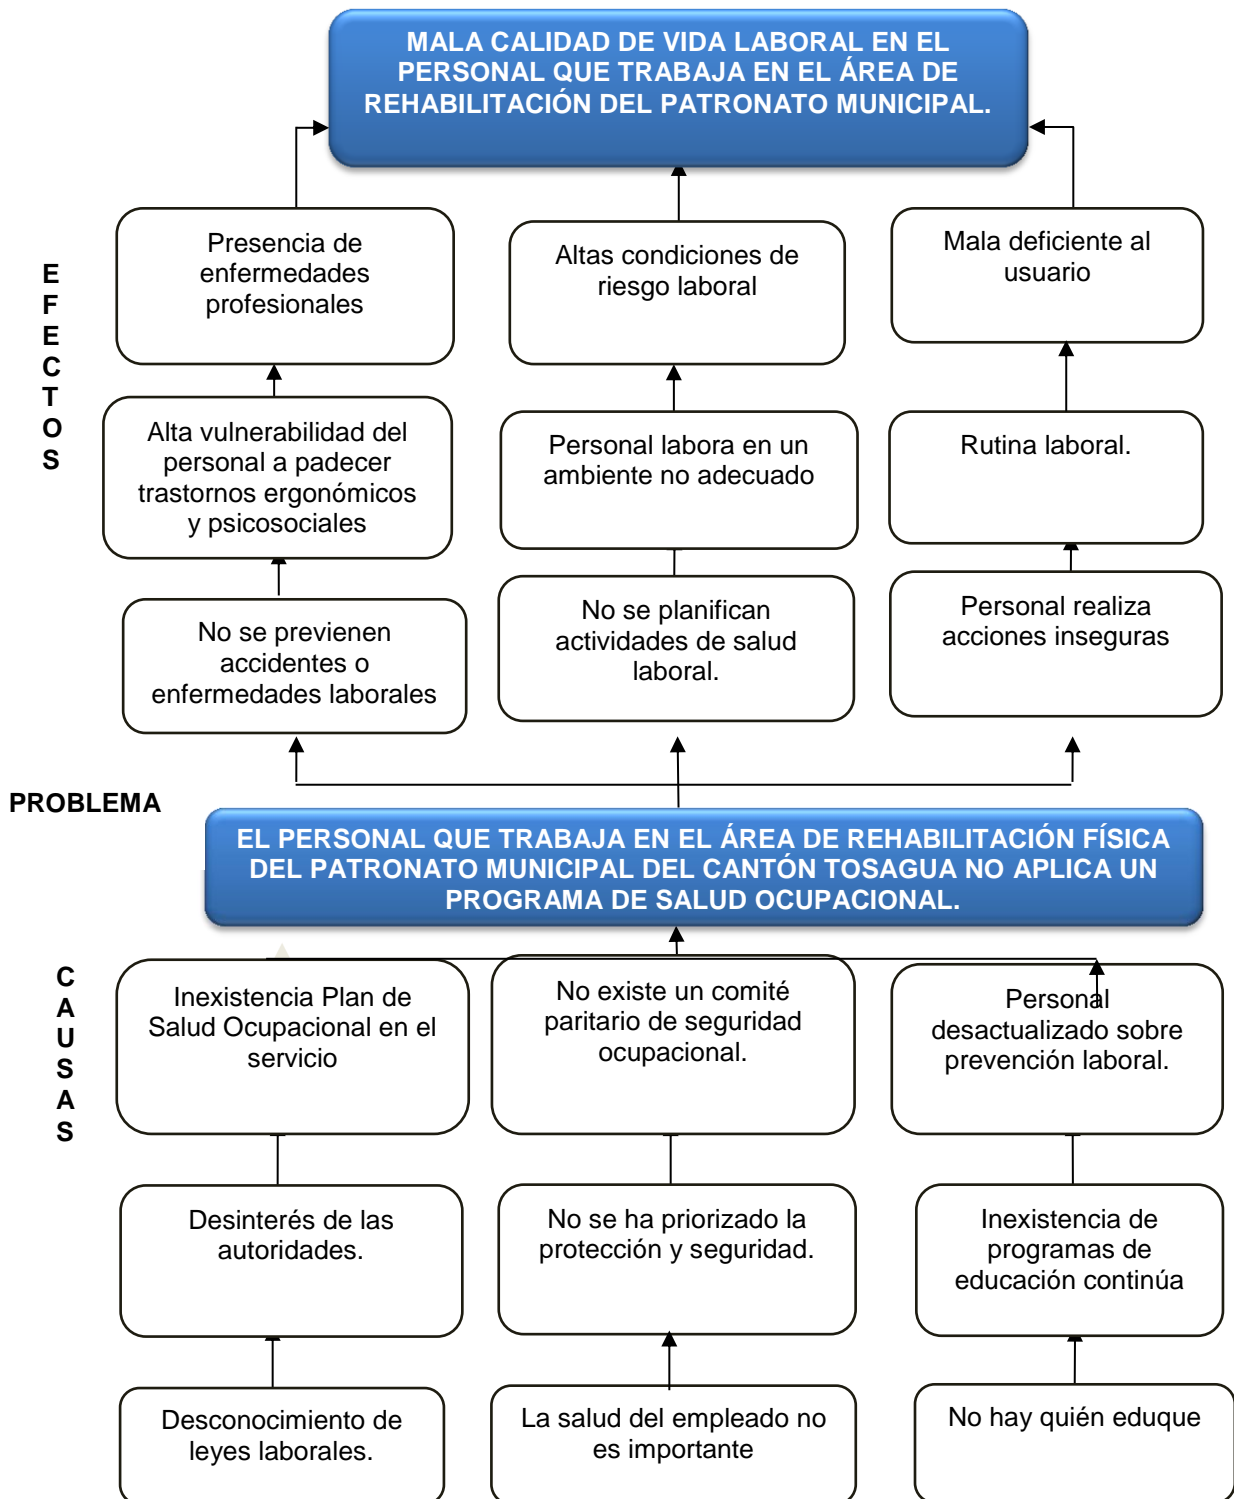 MALA CALIDAD DE VIDA LABORAL EN EL
PERSONAL QUE TRABAJA EN EL ÁREA DE
REHABILITACIÓN DEL PATRONATO MUNICIPAL.
E
F
E
C
T
O
S
Presencia de
enfermedades
profesionales
Altas condiciones de
riesgo laboral
Mala deficiente al
usuario
Alta vulnerabilidad del
personal a padecer
trastornos ergonómicos
y psicosociales
Personal labora en un
ambiente no adecuado
Rutina laboral.
No se previenen
accidentes o
enfermedades laborales
No se planifican
actividades de salud
laboral.
Personal realiza
acciones inseguras
PROBLEMA
EL PERSONAL QUE TRABAJA EN EL ÁREA DE REHABILITACIÓN FÍSICA
DEL PATRONATO MUNICIPAL DEL CANTÓN TOSAGUA NO APLICA UN
PROGRAMA DE SALUD OCUPACIONAL.
C
A
U
S
A
S
Inexistencia Plan de
Salud Ocupacional en el
servicio
No existe un comité
paritario de seguridad
ocupacional.
Personal
desactualizado sobre
prevención laboral.
Desinterés de las
autoridades.
No se ha priorizado la
protección y seguridad.
Inexistencia de
programas de
educación continúa
Desconocimiento de
leyes laborales.
La salud del empleado no
es importante
No hay quién eduque